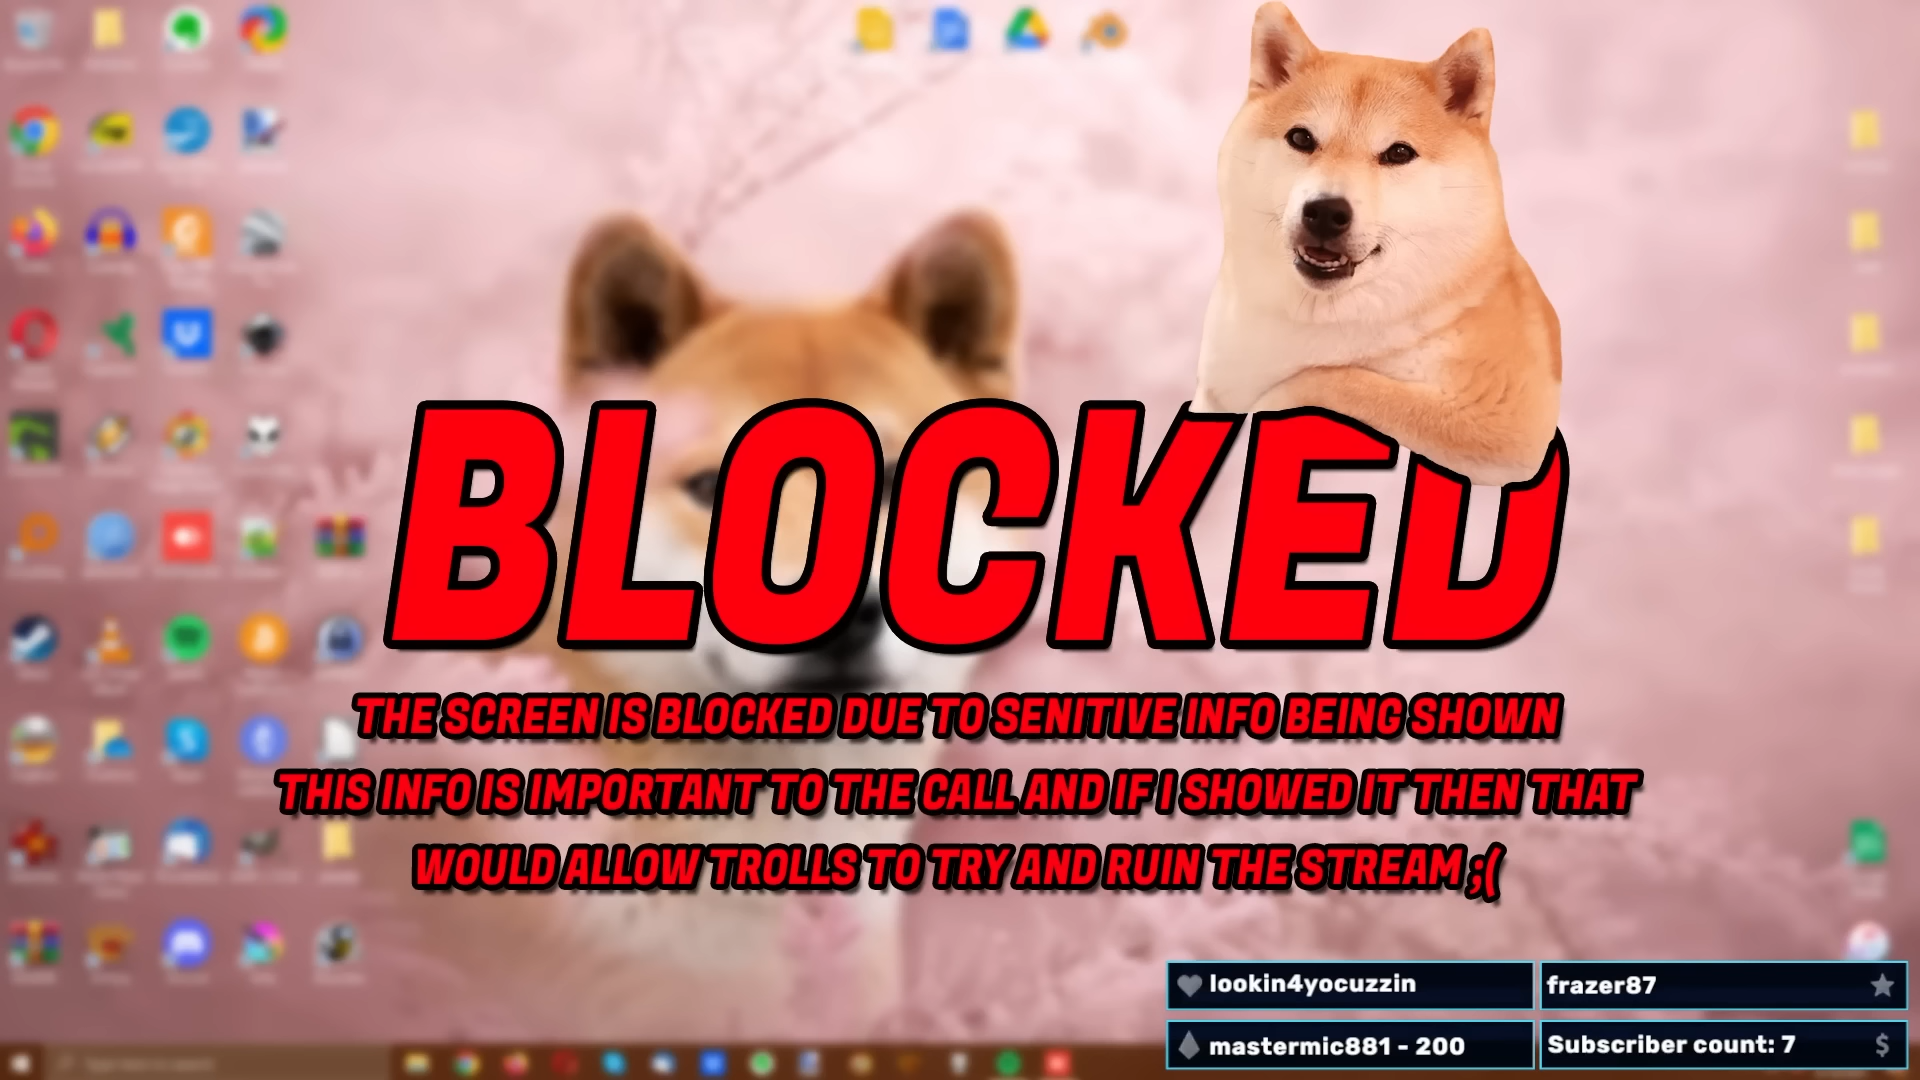 BLOCKED
THE SCREEN IS BLOCKED DUE TO SENITIVE INFO BEING SHOWN
THIS INFO IS IMPORTANT TO THE CALL AND IF I SHOWED IT THEN THAT
WOULD ALLOW TROLLS TO TRY AND RUIN THE STREAM ;(
lookin4yocuzzin
frazer87
mastermic881 - 200
Subscriber count: 7